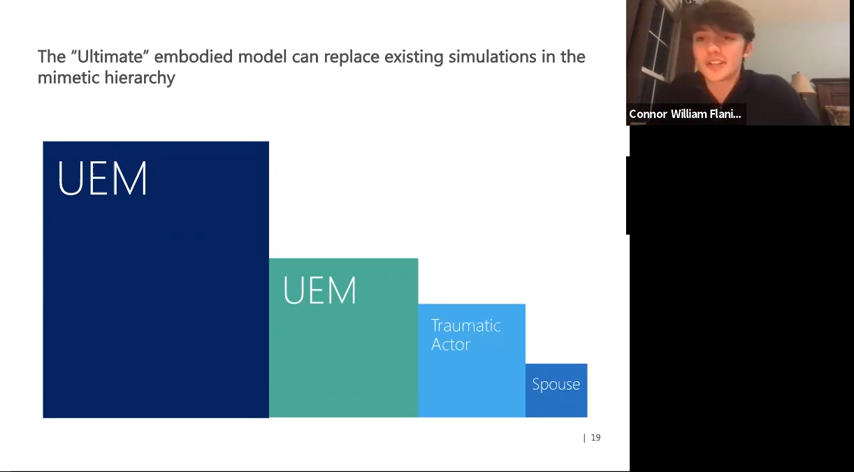 The “Ultimate” embodied model can replace existing simulations in the
mimetic hierarchy
Connor William Flani...
UEM
UEM
Traumatic
Actor
Spouse
| 19